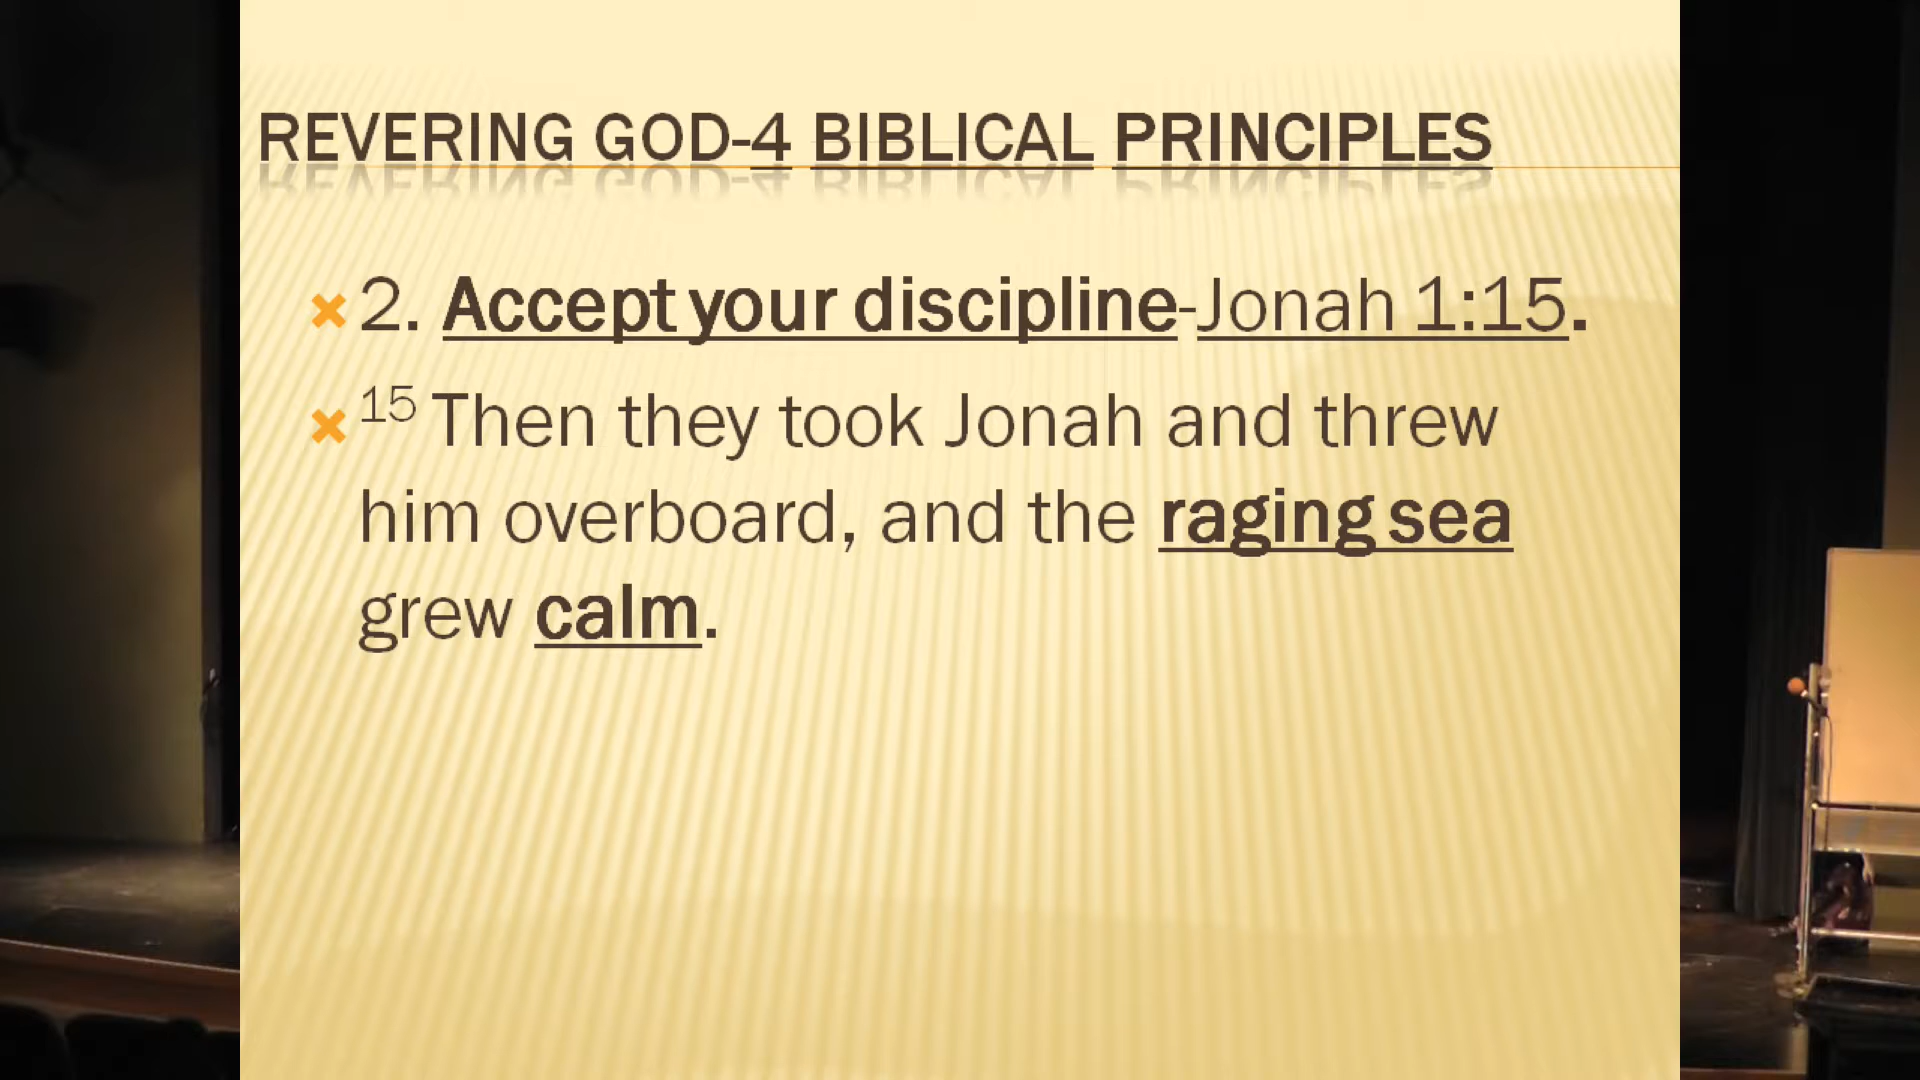 REVERING GOD-4 BIBLICAL PRINCIPLES
2. Accept your discipline-Jonah 1:15.
15 Then they took Jonah and threw
him overboard, and the raging sea
grew calm.